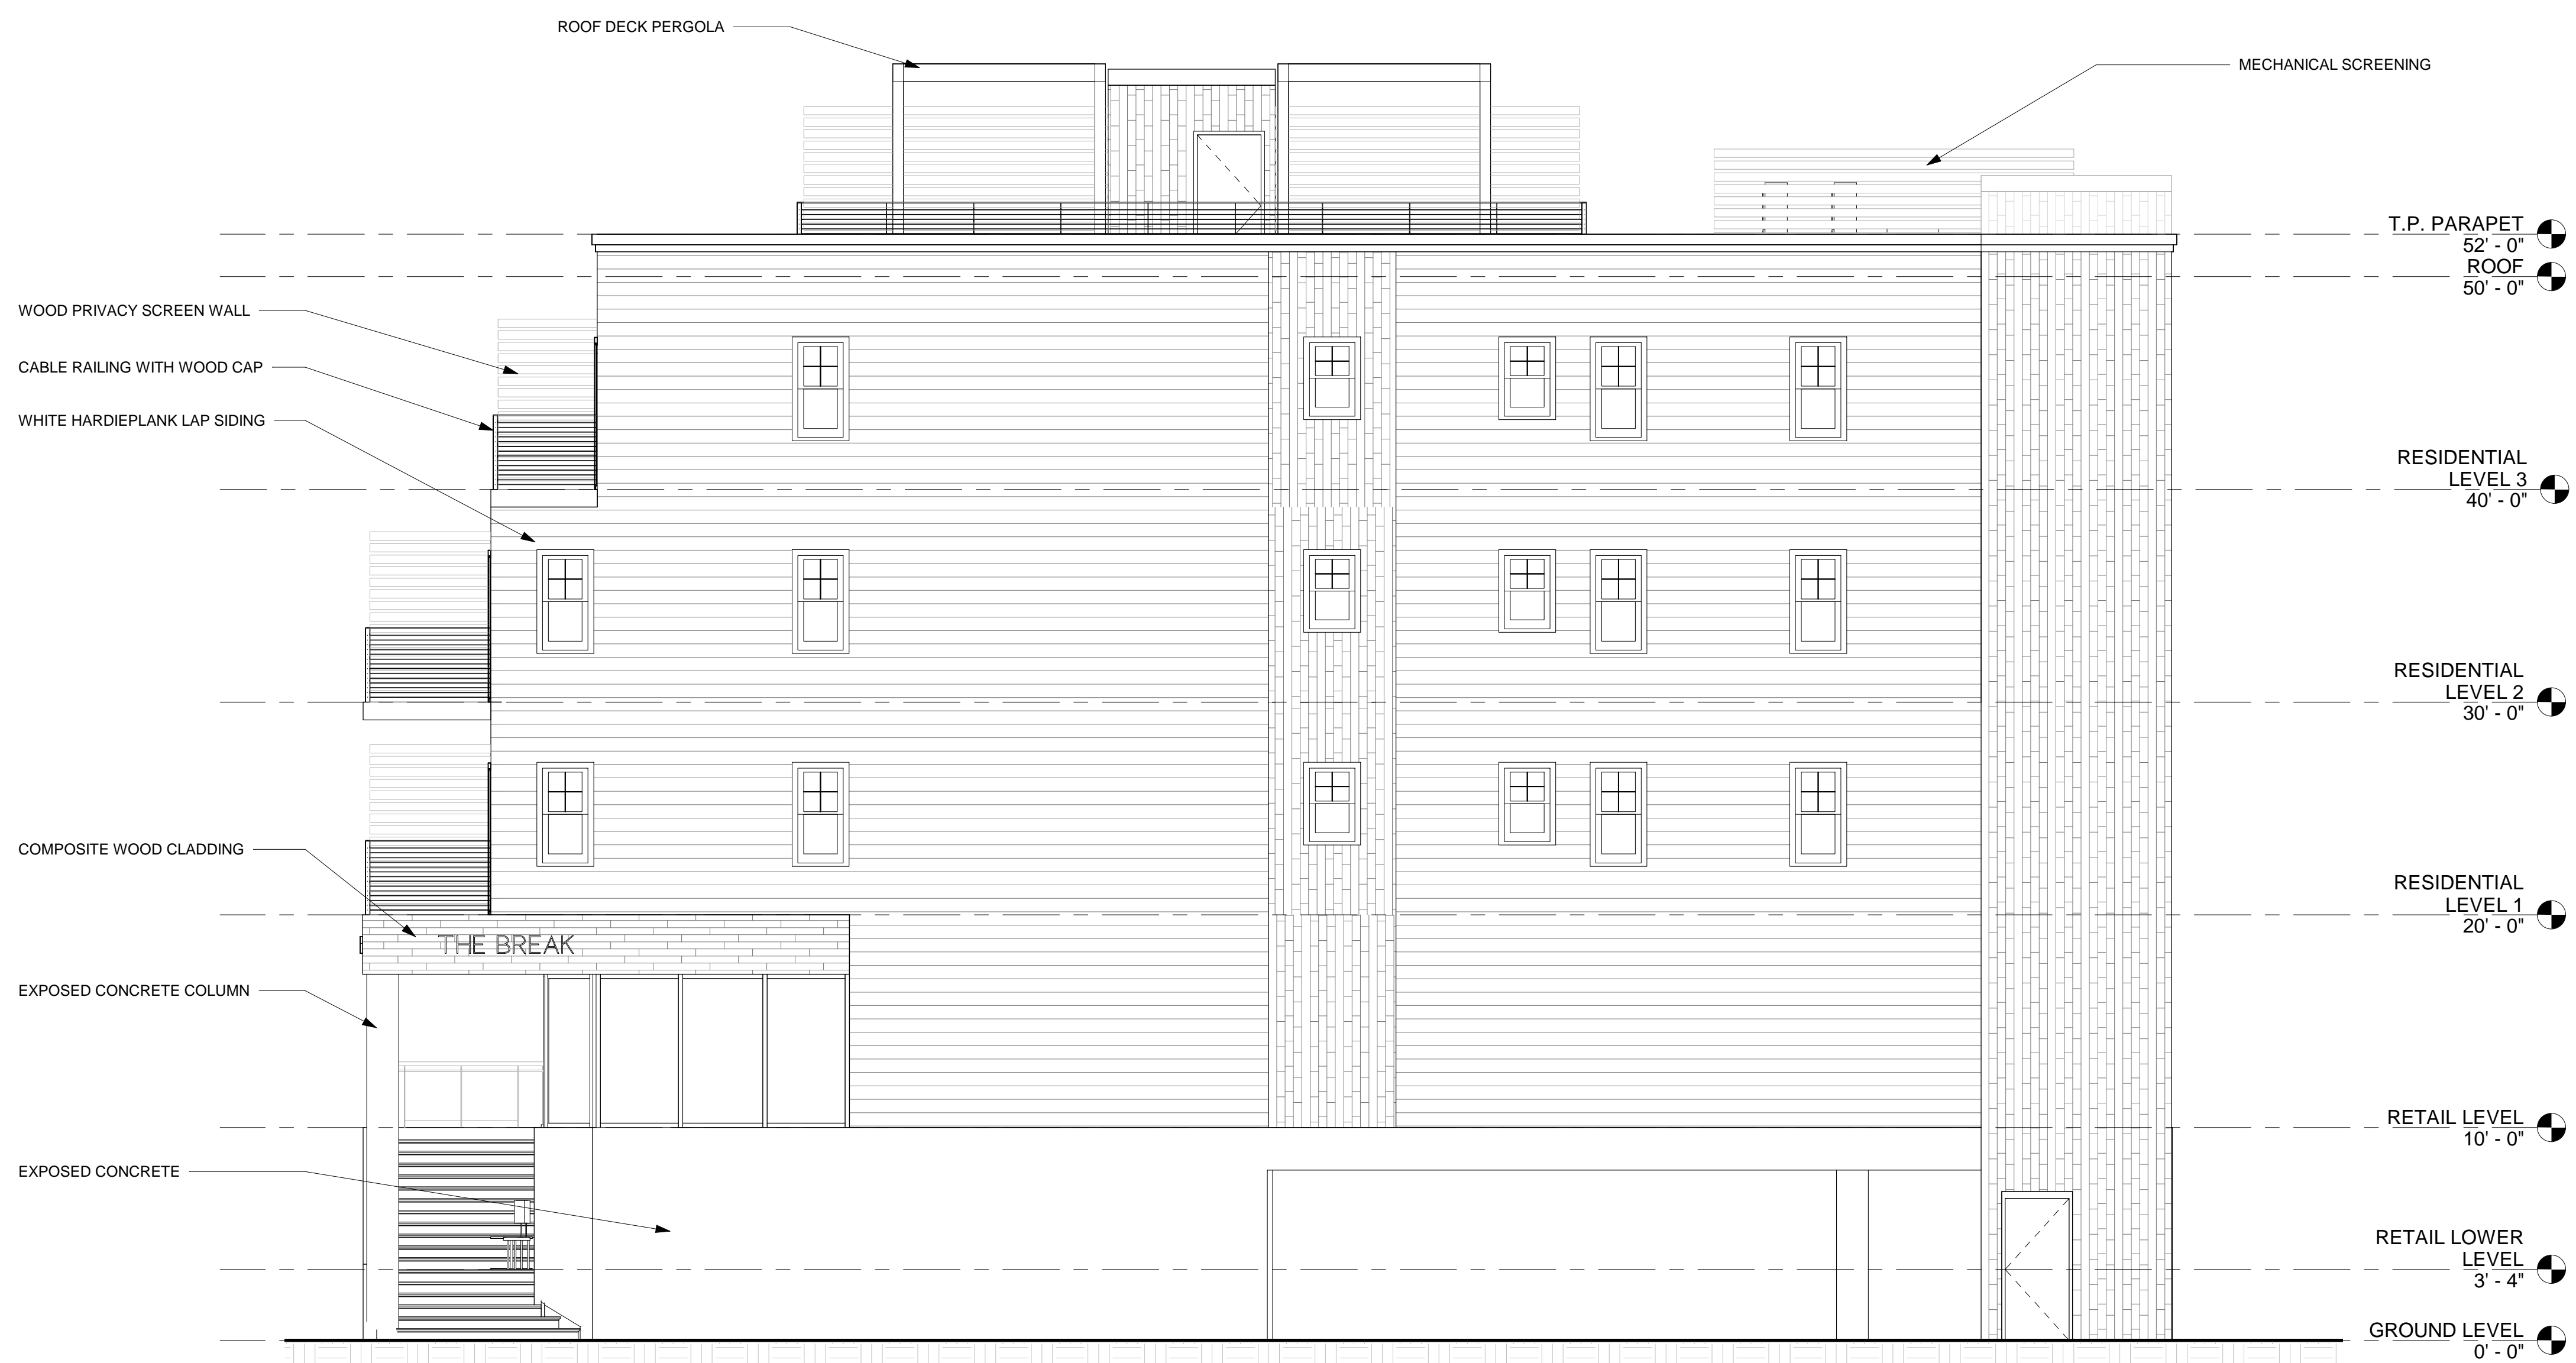 ROOF DECK PERGOLA
MECHANICAL SCREENING
T.P. PARAPET
52' - 0"
ROOF
50' - 0"
WOOD PRIVACY SCREEN WALL
CABLE RAILING WITH WOOD CAP
WHITE HARDIEPLANK LAP SIDING
RESIDENTIAL
LEVEL 3
40' - 0"
RESIDENTIAL
LEVEL 2
30' - 0"
COMPOSITE WOOD CLADDING
RESIDENTIAL
LEVEL 1
20' - 0"
THE BREAK
EXPOSED CONCRETE COLUMN
RETAIL LEVEL
10' - 0"
EXPOSED CONCRETE
RETAIL LOWER
LEVEL
3' - 4"
GROUND LEVEL
0' - 0"